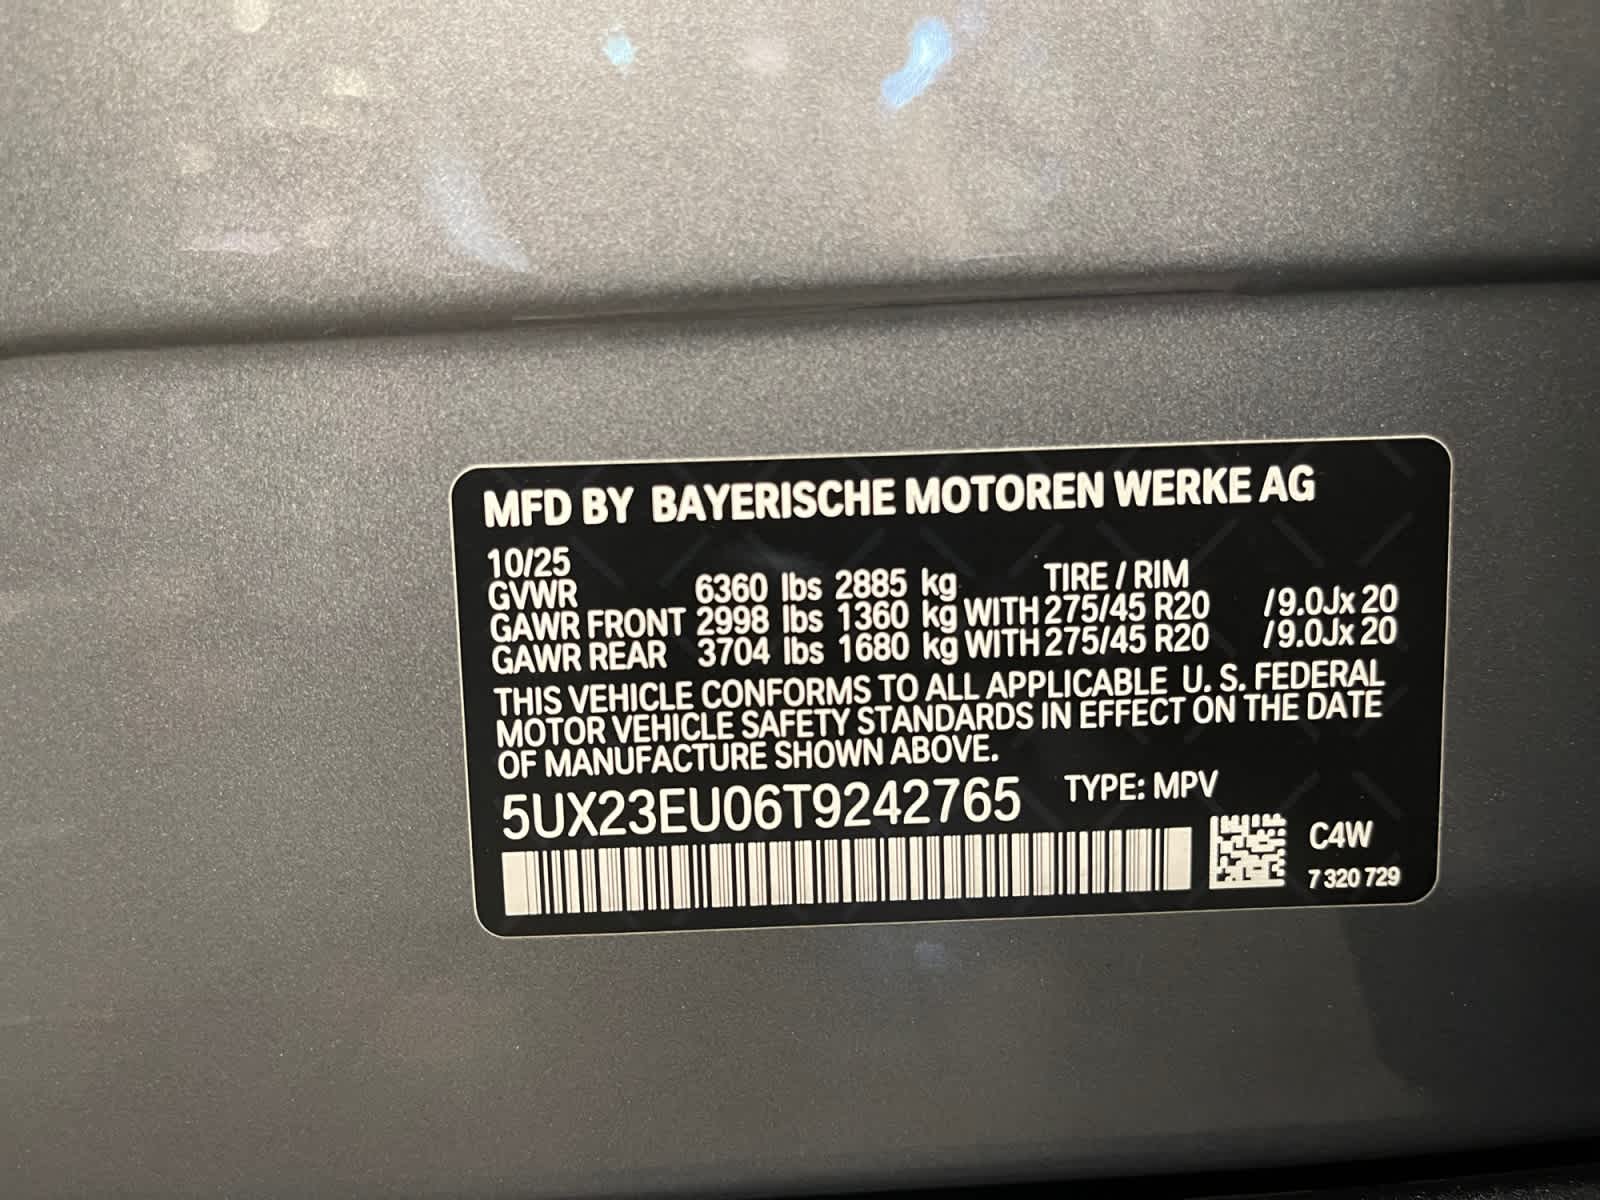 MFD BY BAYERISCHE MOTOREN WERKE AG
10/25
GVWR 6360 lbs 2885 kg TIRE / RIM
GAWR FRONT 2998 lbs 1360 kg WITH 275/45 R20 /9.0Jx 20
GAWR REAR 3704 lbs 1680 kg WITH 275/45 R20 /9.0Jx 20
THIS VEHICLE CONFORMS TO ALL APPLICABLE U. S. FEDERAL
MOTOR VEHICLE SAFETY STANDARDS IN EFFECT ON THE DATE
OF MANUFACTURE SHOWN ABOVE.
5UX23EU06T9242765 TYPE: MPV
C4W
7 320 729